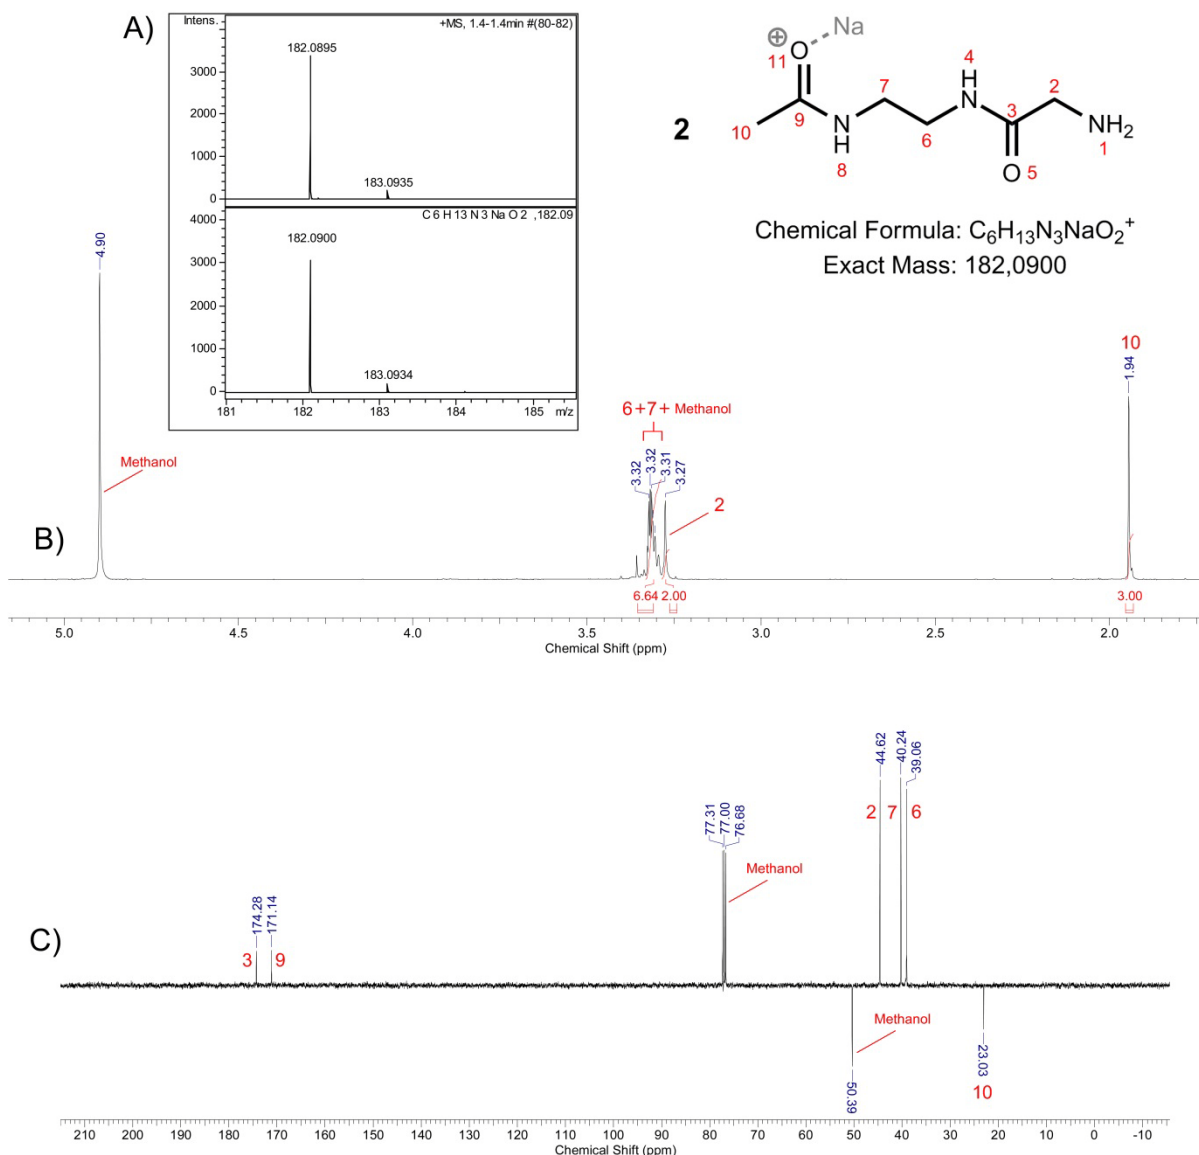 A)
Intens.
+MS, 1.4-1.4min #(80-82)
182.0895
3000
2000
1000
0
183.0935
C 6 H 13 N 3 Na O 2 ,182.09
4000
182.0900
3000
2000
1000
0
183.0934
181 182 183 184 185 m/z
2
⊕
Na
O
11
10
9
N
H
8
7
6
4
H
N
3
O 5
2
NH2
1
Chemical Formula: C6H13N3NaO2+
Exact Mass: 182,0900
B)
4.90
Methanol
6+7+ Methanol
3.32
3.32
3.31
3.27
2
10
1.94
6.64 2.00 3.00
5.0 4.5 4.0 3.5 3.0 2.5 2.0
Chemical Shift (ppm)
C)
174.28
171.14
3 9
77.31
77.00
76.68
Methanol
44.62
40.24
39.06
2 7 6
Methanol
50.39
23.03
10
210 200 190 180 170 160 150 140 130 120 110 100 90 80 70 60 50 40 30 20 10 0 -10
Chemical Shift (ppm)